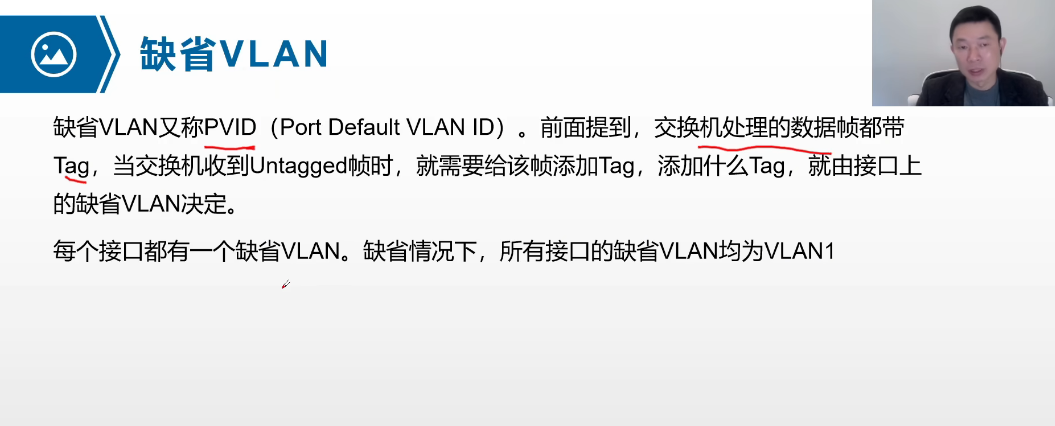 缺省VLAN
缺省VLAN又称PVID（Port Default VLAN ID）。前面提到，交换机处理的数据帧都带
Tag，当交换机收到Untagged帧时，就需要给该帧添加Tag，添加什么Tag，就由接口上
的缺省VLAN决定。
每个接口都有一个缺省VLAN。缺省情况下，所有接口的缺省VLAN均为VLAN1